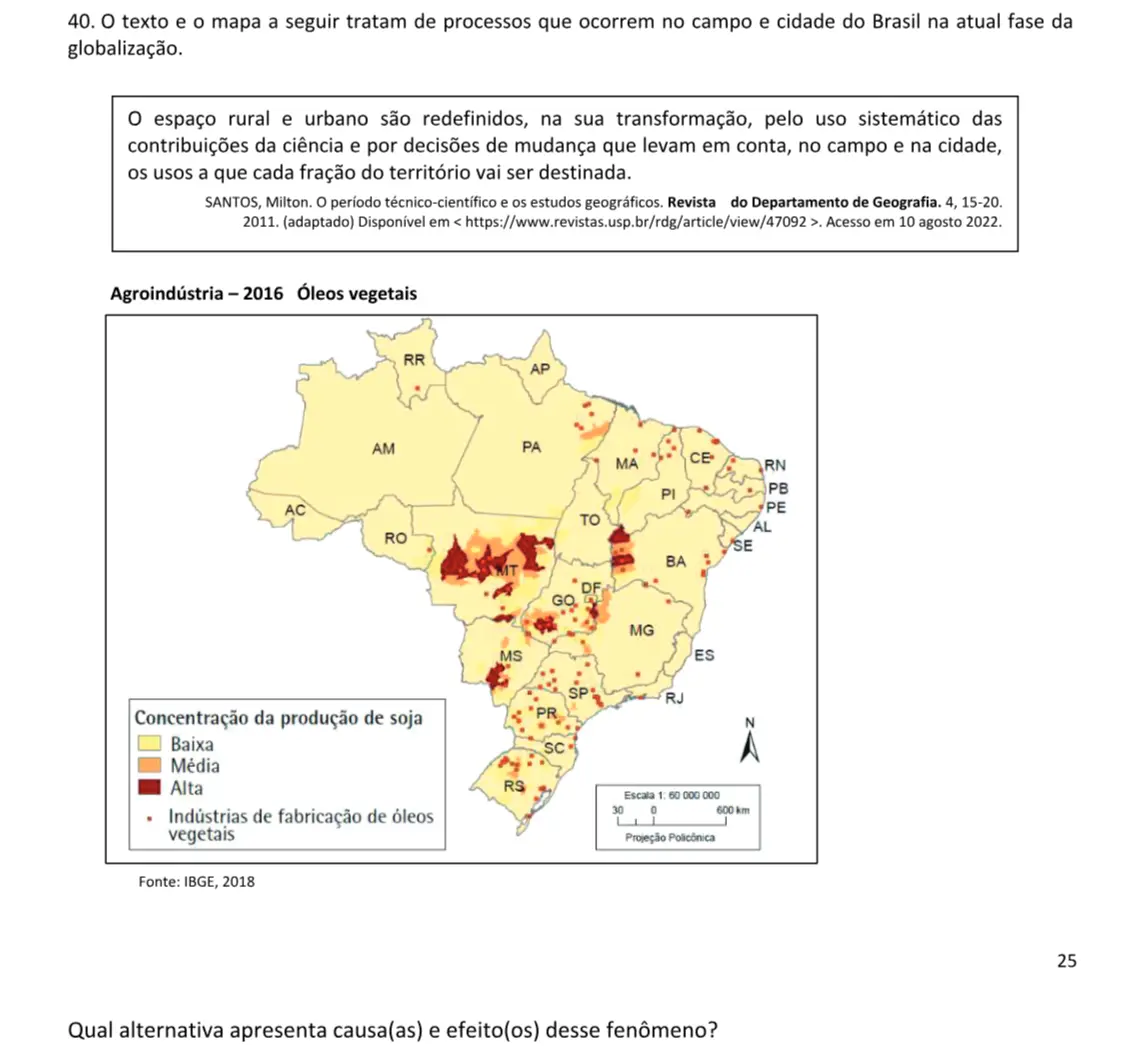 40. O texto e o mapa a seguir tratam de processos que ocorrem no campo e cidade do Brasil na atual fase da
globalização.
O espaço rural e urbano são redefinidos, na sua transformação, pelo uso sistemático das
contribuições da ciência e por decisões de mudança que levam em conta, no campo e na cidade,
os usos a que cada fração do território vai ser destinada.
SANTOS, Milton. O período técnico-científico e os estudos geográficos. Revista do Departamento de Geografia. 4, 15-20.
2011. (adaptado) Disponível em < https://www.revistas.usp.br/rdg/article/view/47092 >. Acesso em 10 agosto 2022.
Agroindústria – 2016 Óleos vegetais
RR
AP
AM
PA
MA
CE
RN
PI
PB
PE
AC
TO
AL
RO
SE
BA
MT
DF
GO
MG
MS
ES
SP
RJ
PR
SC
RS
N
Concentração da produção de soja
Baixa
Média
Alta
Indústrias de fabricação de óleos
vegetais
Escala 1: 60 000 000
30 0 600 km
Projeção Policônica
Fonte: IBGE, 2018
25
Qual alternativa apresenta causa(as) e efeito(os) desse fenômeno?